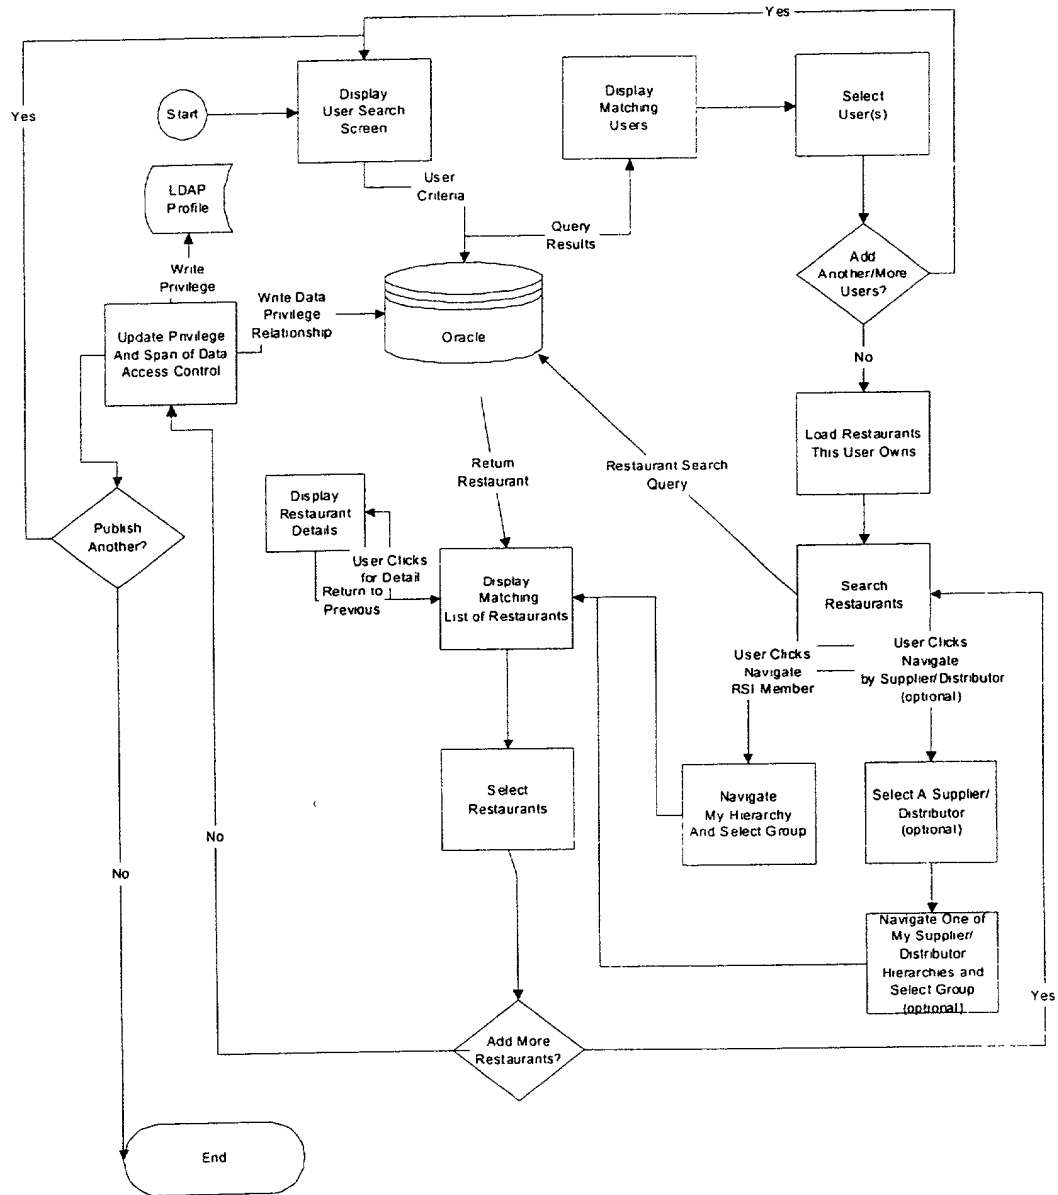 Yes
Yes
Start
Display
User Search
Screen
Display
Matching
Users
Select
User(s)
LDAP
Profile
User
Criteria
Query
Results
Add
Another/More
Users?
Write
Privilege
Write Data
Privilege
Relationship
Oracle
Update Privilege
And Span of Data
Access Control
No
Load Restaurants
This User Owns
Return
Restaurant
Restaurant Search
Query
Display
Restaurant
Details
Publish
Another?
User Clicks
for Detail
Return to
Previous
Display
Matching
List of Restaurants
Search
Restaurants
User Clicks
Navigate
RSI Member
User Clicks
Navigate
by Supplier/Distributor
(optional)
Select
Restaurants
Navigate
My Hierarchy
And Select Group
Select A Supplier/
Distributor
(optional)
No
No
Navigate One of
My Supplier/
Distributor
Hierarchies and
Select Group
(optional)
Yes
Add More
Restaurants?
End